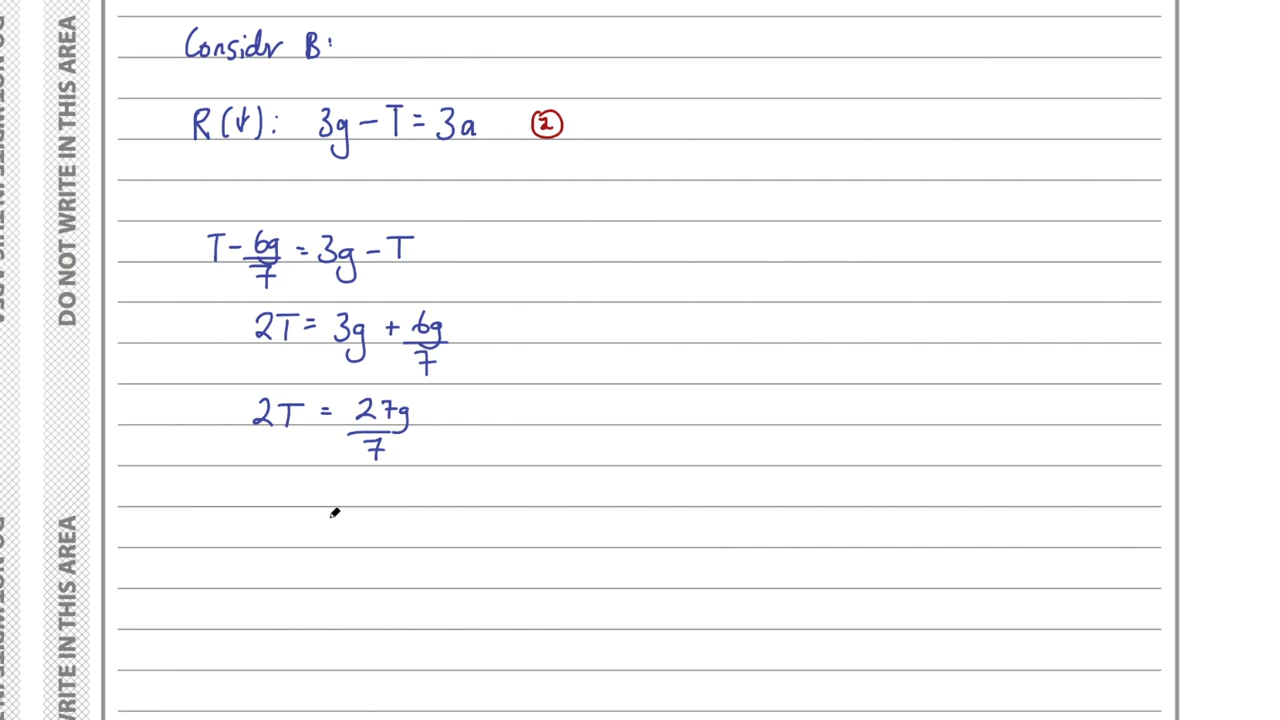 Consider B:
R(↓): 3g - T = 3a ②
T - 6g/7 = 3g - T
2T = 3g + 6g/7
2T = 27g/7
DO NOT WRITE IN THIS AREA
WRITE IN THIS AREA